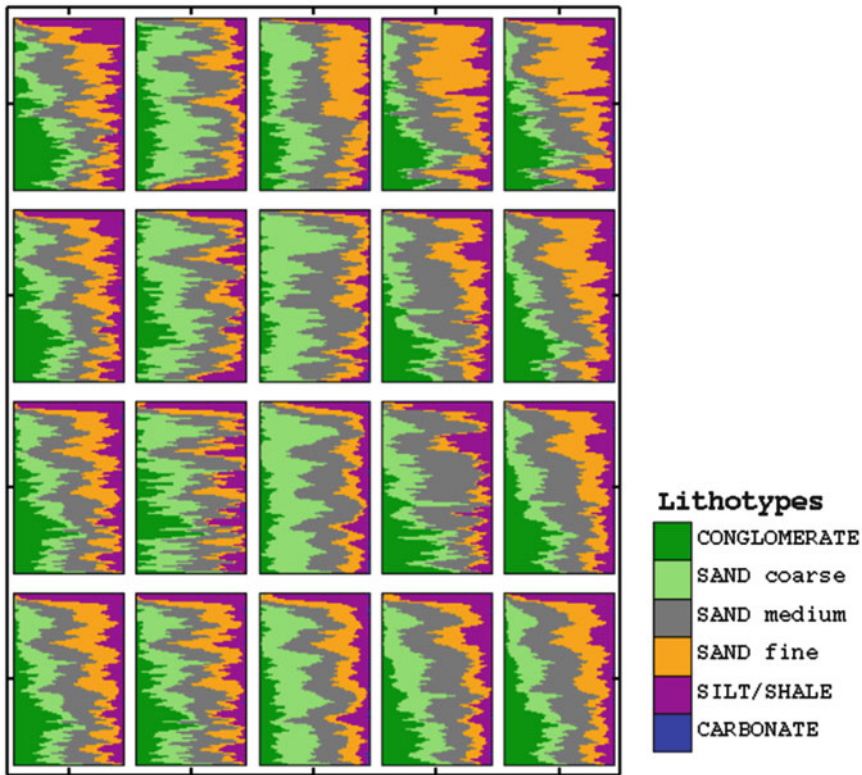 Lithotypes
CONGLOMERATE
SAND coarse
SAND medium
SAND fine
SILT/SHALE
CARBONATE